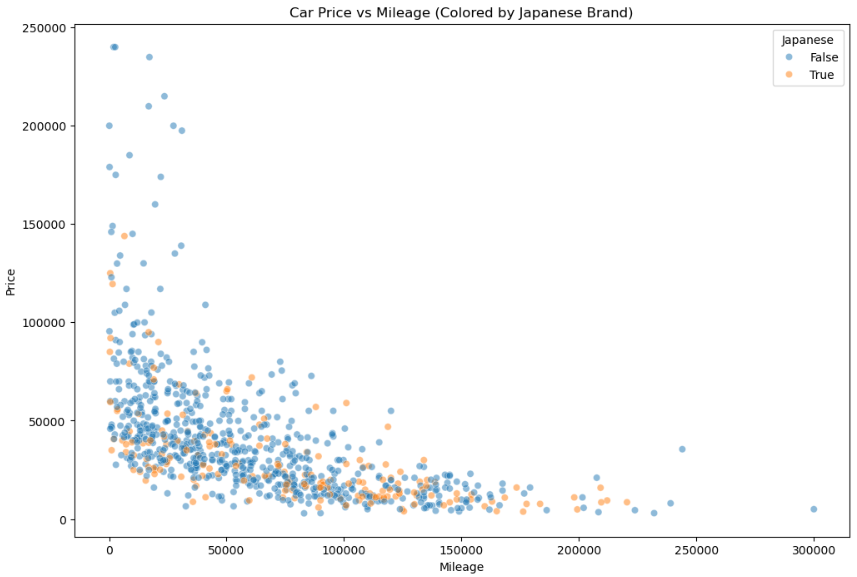 Car Price vs Mileage (Colored by Japanese Brand)
250000
200000
150000
100000
50000
0
Price
Japanese
False
True
0
50000
100000
150000
200000
250000
300000
Mileage